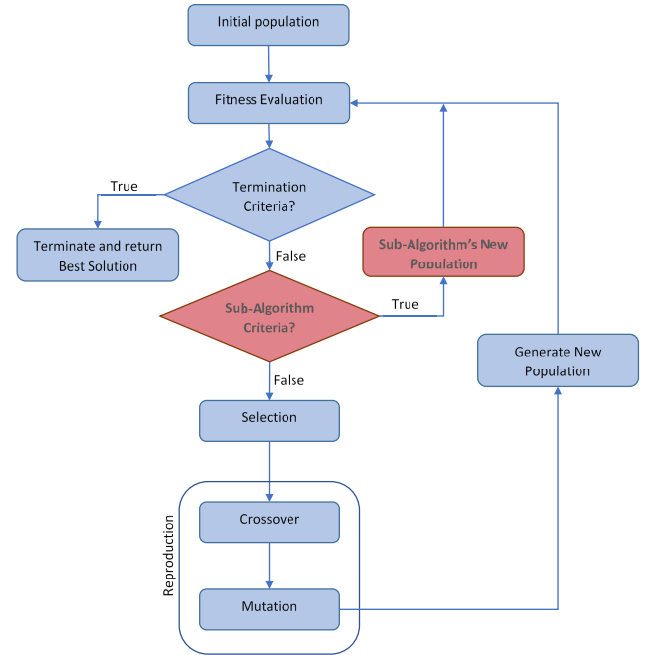 Initial population
Fitness Evaluation
True
Termination
Criteria?
Terminate and return
Best Solution
False
Sub-Algorithm's New
Population
Sub-Algorithm
Criteria?
True
Generate New
Population
False
Selection
Reproduction
Crossover
Mutation